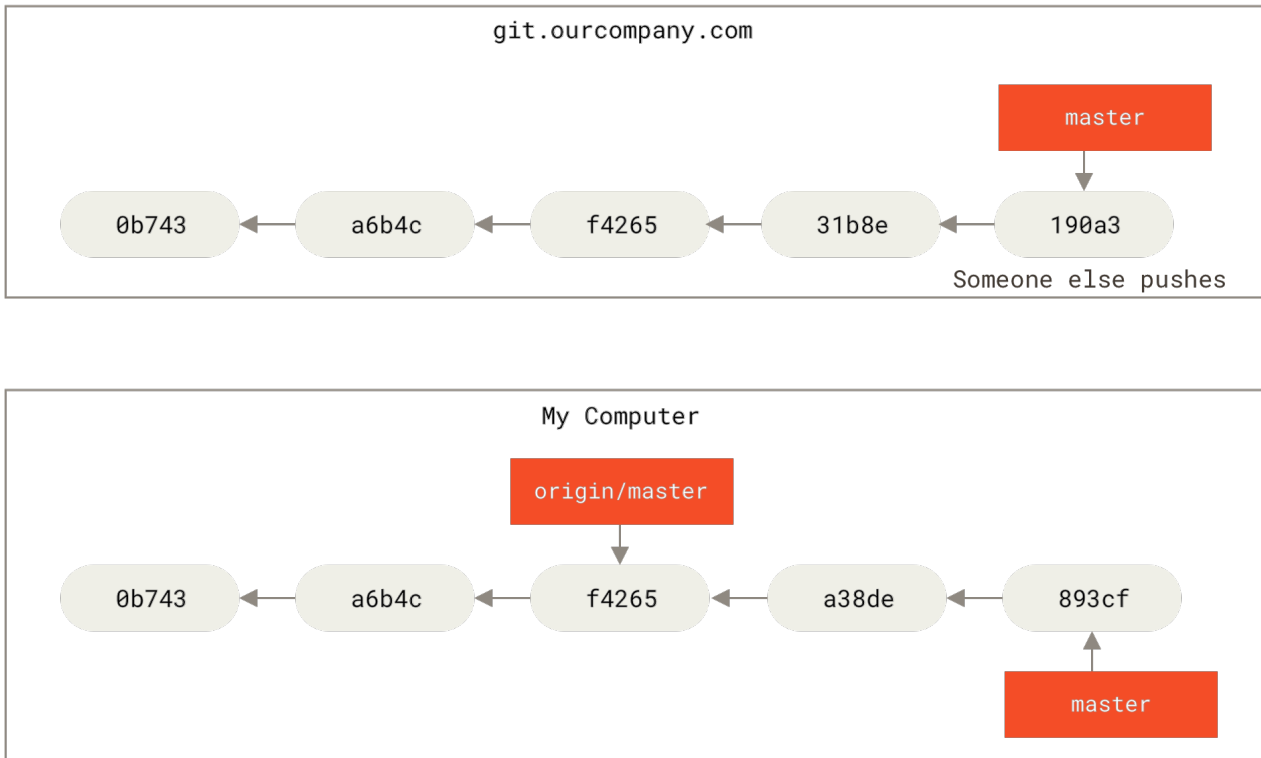 git.ourcompany.com
master
0b743 a6b4c f4265 31b8e 190a3
Someone else pushes
My Computer
origin/master
0b743 a6b4c f4265 a38de 893cf
master